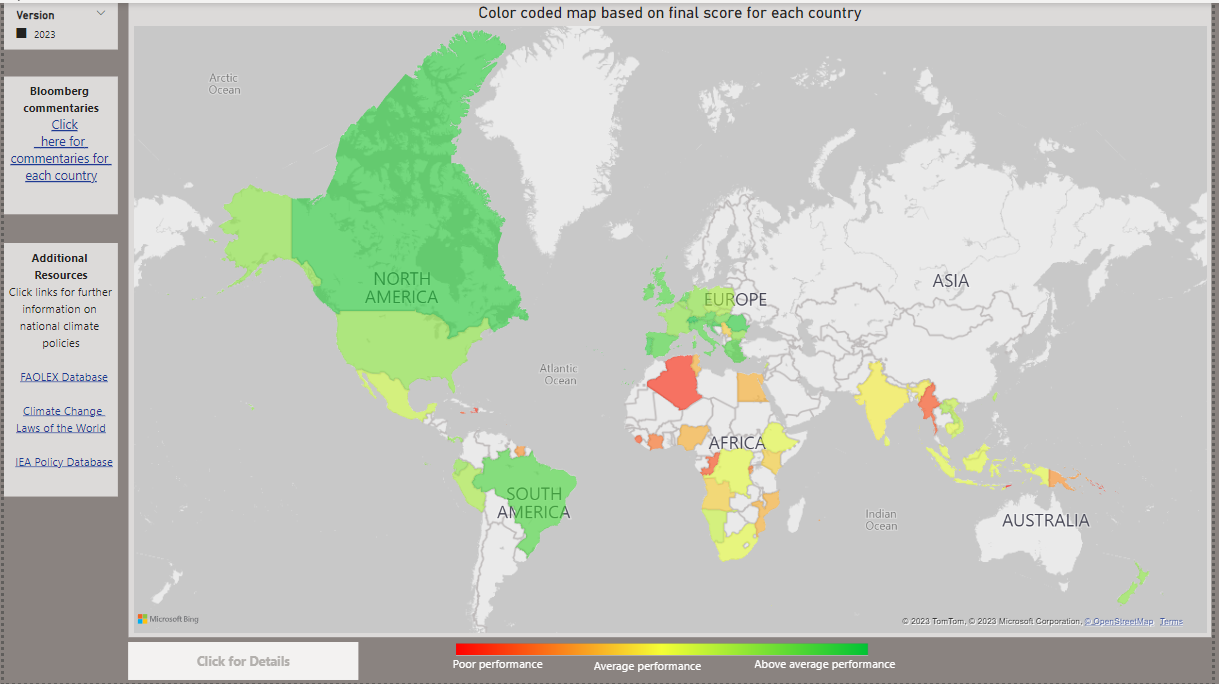 Version
2023
Bloomberg
commentaries
Click
here for
commentaries for
each country
Additional
Resources
Click links for further
information on
national climate
policies
FAOLEX Database
Climate Change
Laws of the World
IEA Policy Database
Color coded map based on final score for each country
Arctic
Ocean
NORTH
AMERICA
EUROPE
ASIA
Atlantic
Ocean
AFRICA
SOUTH
AMERICA
Indian
Ocean
AUSTRALIA
Microsoft Bing
© 2023 TomTom, © 2023 Microsoft Corporation, © OpenStreetMap Terms
Click for Details
Poor performance
Average performance
Above average performance